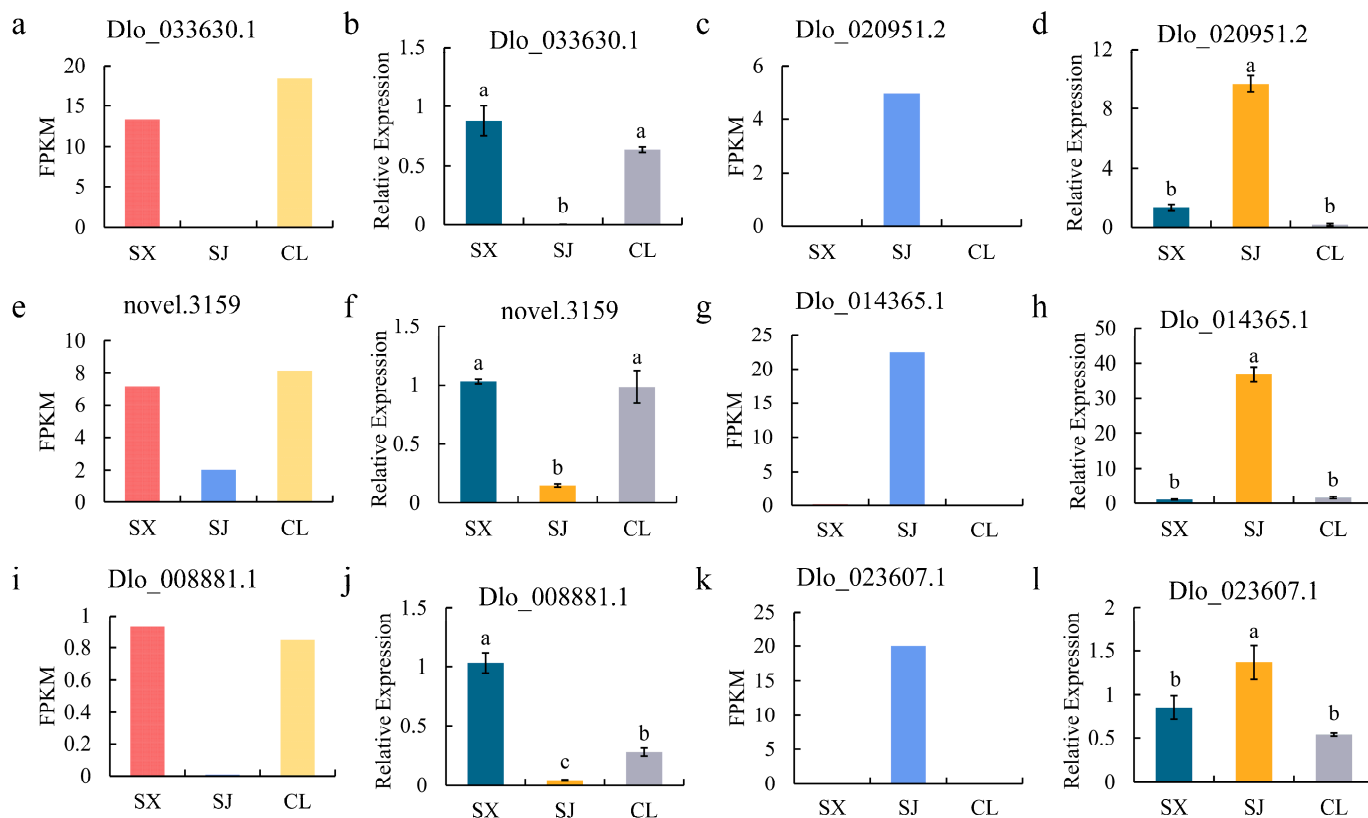 a
Dlo_033630.1
FPKM
20
15
10
5
0
SX SJ CL
b
Dlo_033630.1
Relative Expression
1.5
1
0.5
0
a
b
a
SX SJ CL
c
Dlo_020951.2
FPKM
6
4
2
0
SX SJ CL
d
Dlo_020951.2
Relative Expression
12
8
4
0
b
a
b
SX SJ CL
e
novel.3159
FPKM
10
8
6
4
2
0
SX SJ CL
f
novel.3159
Relative Expression
1.5
1
0.5
0
a
b
a
SX SJ CL
g
Dlo_014365.1
FPKM
25
20
15
10
5
0
SX SJ CL
h
Dlo_014365.1
Relative Expression
50
40
30
20
10
0
b
a
b
SX SJ CL
i
Dlo_008881.1
FPKM
1
0.8
0.6
0.4
0.2
0
SX SJ CL
j
Dlo_008881.1
Relative Expression
1.5
1
0.5
0
a
c
b
SX SJ CL
k
Dlo_023607.1
FPKM
25
20
15
10
5
0
SX SJ CL
l
Dlo_023607.1
Relative Expression
2
1.5
1
0.5
0
b
a
b
SX SJ CL